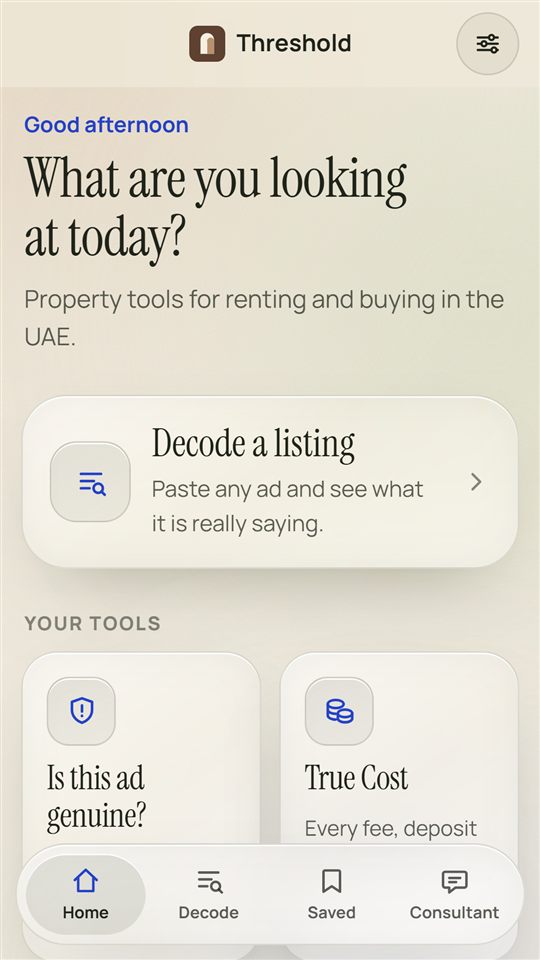 Threshold
Good afternoon
What are you looking
at today?
Property tools for renting and buying in the
UAE.
Decode a listing
Paste any ad and see what
it is really saying.
YOUR TOOLS
Is this ad
genuine?
True Cost
Every fee, deposit
Home
Decode
Saved
Consultant